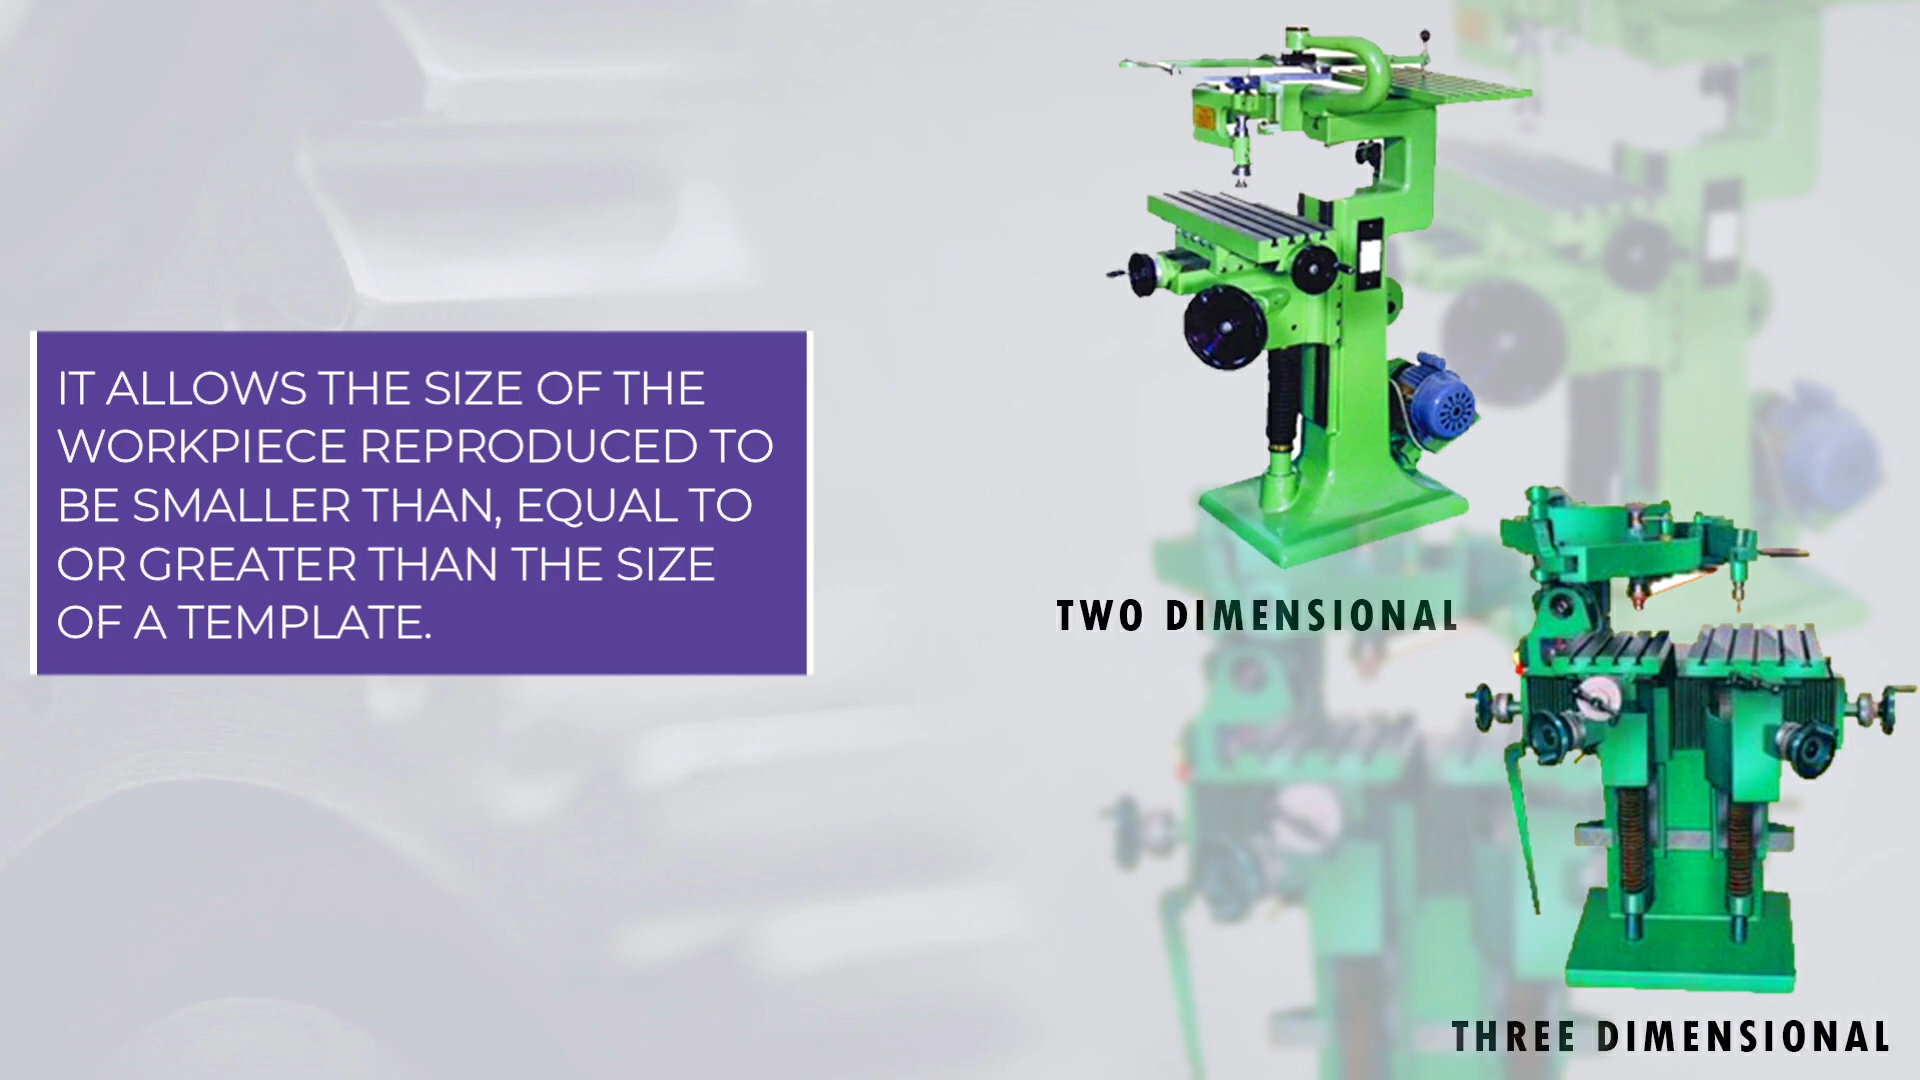 IT ALLOWS THE SIZE OF THE
WORKPIECE REPRODUCED TO
BE SMALLER THAN, EQUAL TO
OR GREATER THAN THE SIZE
OF A TEMPLATE.
TWO DIMENSIONAL
THREE DIMENSIONAL